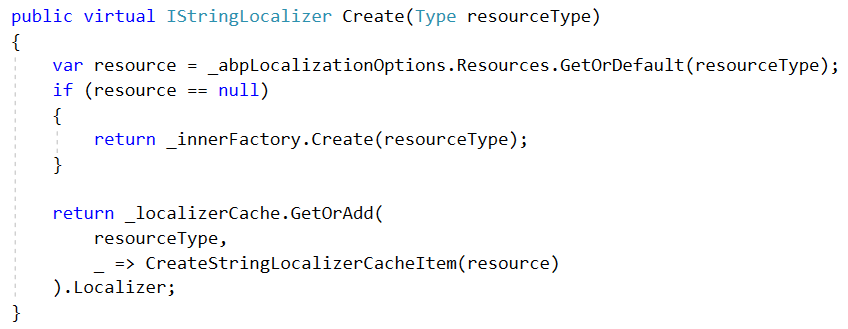 public virtual IStringLocalizer Create(Type resourceType)
{
    var resource = _abpLocalizationOptions.Resources.GetOrDefault(resourceType);
    if (resource == null)
    {
        return _innerFactory.Create(resourceType);
    }

    return _localizerCache.GetOrAdd(
        resourceType,
        _ => CreateStringLocalizerCacheItem(resource)
    ).Localizer;
}